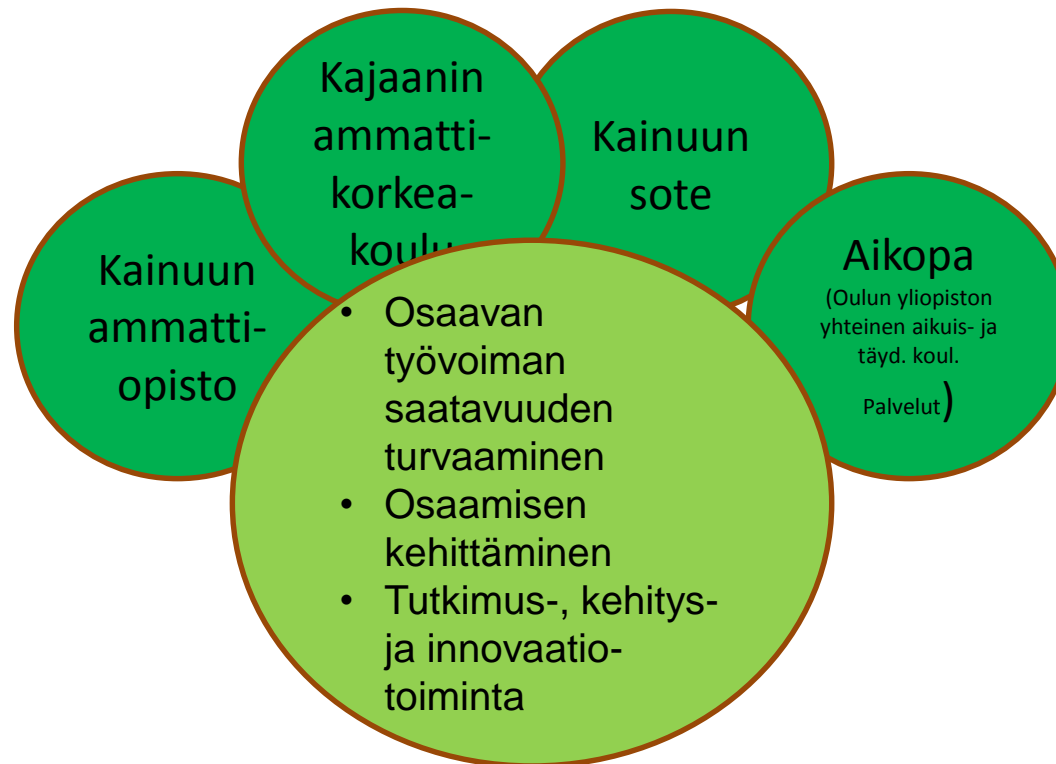 Kajaanin
ammatti-
korkea-
koulu
Kainuun
sote
Kainuun
ammatti-
opisto
Aikopa
(Oulun yliopiston
yhteinen aikuis- ja
täyd. koul.
Palvelut)
• Osaavan
työvoiman
saatavuuden
turvaaminen
• Osaamisen
kehittäminen
• Tutkimus-, kehitys-
ja innovaatio-
toiminta